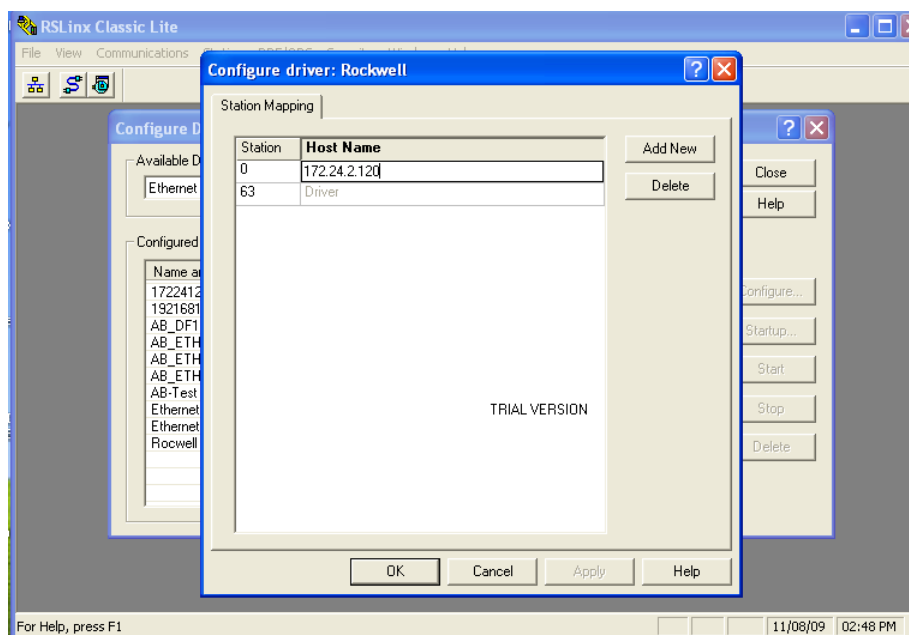 RSLinx Classic Lite
File View Communications
Configure driver: Rockwell
Station Mapping
Station Host Name
0 172.24.2.120
63 Driver
Add New
Delete
TRIAL VERSION
OK Cancel Apply Help
Configure D
Available D
Ethernet
Close
Help
Configured
Name a
1722412
1921681
AB_DF1
AB_ETH
AB_ETH
AB_ETH
AB-Test
Ethernet
Ethernet
Rocwell
Configure...
Startup...
Start
Stop
Delete
For Help, press F1 11/08/09 02:48 PM